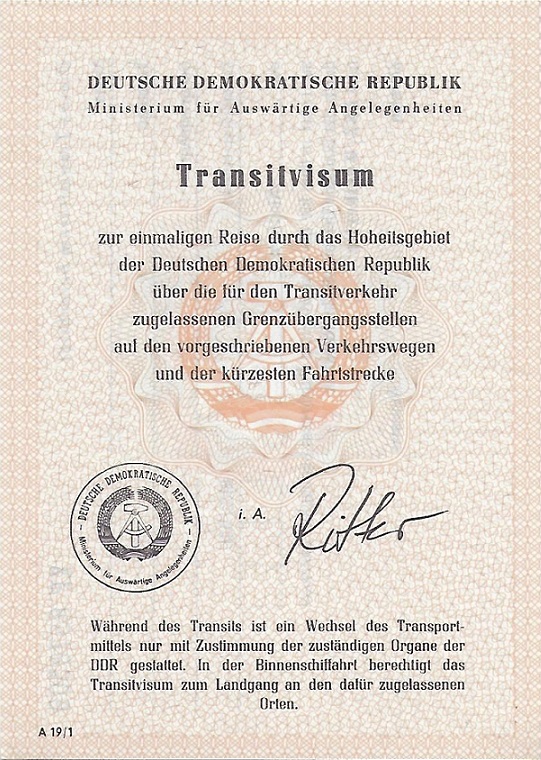 DEUTSCHE DEMOKRATISCHE REPUBLIK
Ministerium für Auswärtige Angelegenheiten
Transitvisum
zur einmaligen Reise durch das Hoheitsgebiet
der Deutschen Demokratischen Republik
über die für den Transitverkehr
zugelassenen Grenzübergangsstellen
auf den vorgeschriebenen Verkehrswegen
und der kürzesten Fahrtstrecke
- DEUTSCHE DEMOKRATISCHE REPUBLIK -
Ministerium für Auswärtige Angelegenheiten
i. A. Ritter
Während des Transits ist ein Wechsel des Transport-
mittels nur mit Zustimmung der zuständigen Organe der
DDR gestattet. In der Binnenschiffahrt berechtigt das
Transitvisum zum Landgang an den dafür zugelassenen
Orten.
A 19/1